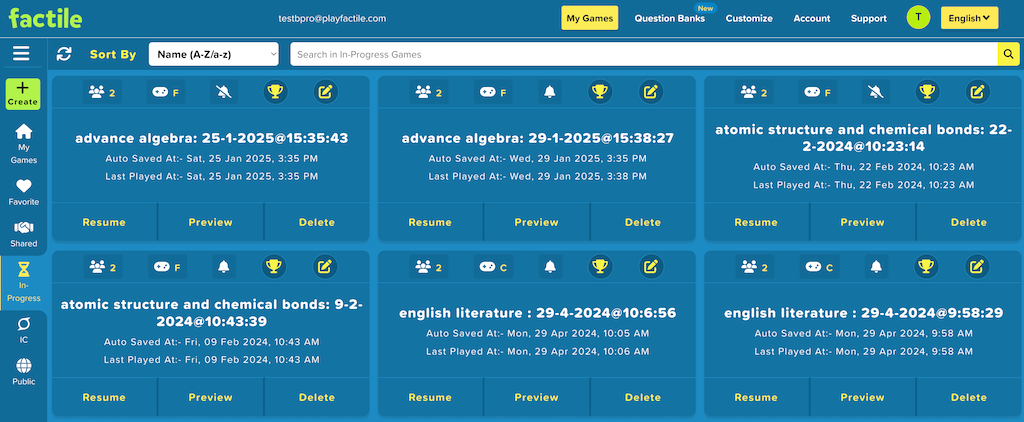 factile
testbpro@playfactile.com
My Games
Question Banks
New
Customize
Account
Support
T
English
Sort By
Name (A-Z/a-z)
Search in In-Progress Games
Create
My
Games
Favorite
Shared
In-
Progress
IC
Public
2 F
advance algebra: 25-1-2025@15:35:43
Auto Saved At:- Sat, 25 Jan 2025, 3:35 PM
Last Played At:- Sat, 25 Jan 2025, 3:35 PM
Resume Preview Delete
2 F
advance algebra: 29-1-2025@15:38:27
Auto Saved At:- Wed, 29 Jan 2025, 3:35 PM
Last Played At:- Wed, 29 Jan 2025, 3:38 PM
Resume Preview Delete
2 F
atomic structure and chemical bonds: 22-
2-2024@10:23:14
Auto Saved At:- Thu, 22 Feb 2024, 10:23 AM
Last Played At:- Thu, 22 Feb 2024, 10:23 AM
Resume Preview Delete
2 F
atomic structure and chemical bonds: 9-2-
2024@10:43:39
Auto Saved At:- Fri, 09 Feb 2024, 10:43 AM
Last Played At:- Fri, 09 Feb 2024, 10:43 AM
Resume Preview Delete
2 C
english literature : 29-4-2024@10:6:56
Auto Saved At:- Mon, 29 Apr 2024, 10:05 AM
Last Played At:- Mon, 29 Apr 2024, 10:06 AM
Resume Preview Delete
2 C
english literature : 29-4-2024@9:58:29
Auto Saved At:- Mon, 29 Apr 2024, 9:58 AM
Last Played At:- Mon, 29 Apr 2024, 9:58 AM
Resume Preview Delete